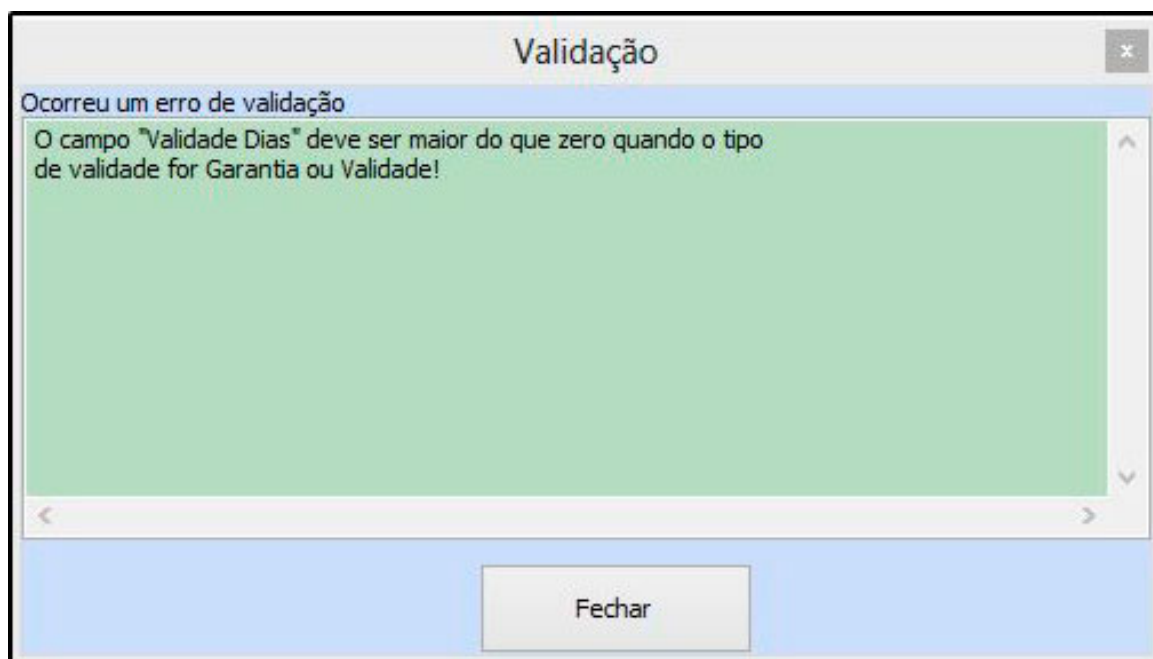 Validação
x
Ocorreu um erro de validação
O campo "Validade Dias" deve ser maior do que zero quando o tipo
de validade for Garantia ou Validade!
Fechar